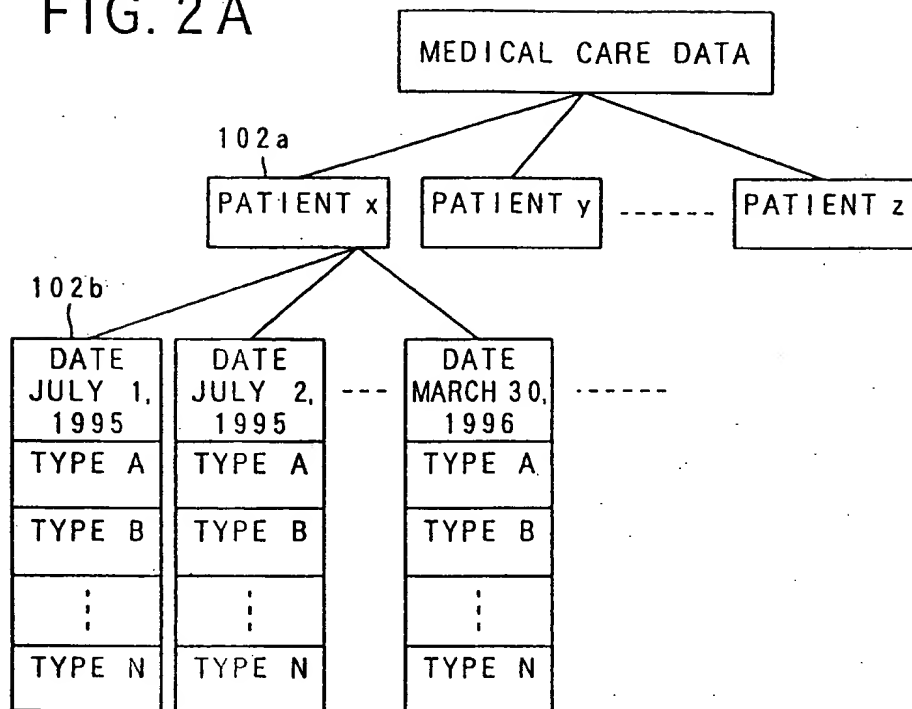 FIG. 2A
MEDICAL CARE DATA
102a
PATIENT x
PATIENT y
PATIENT z
102b
DATE
JULY 1,
1995
TYPE A
TYPE B
TYPE N
DATE
JULY 2,
1995
TYPE A
TYPE B
TYPE N
DATE
MARCH 30,
1996
TYPE A
TYPE B
TYPE N